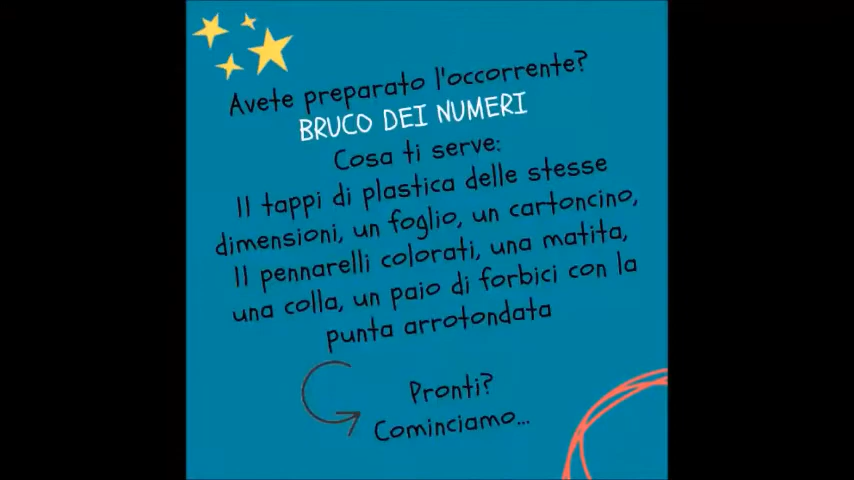 Avete preparato l'occorrente?
BRUCO DEI NUMERI
Cosa ti serve:
11 tappi di plastica delle stesse
dimensioni, un foglio, un cartoncino,
11 pennarelli colorati, una matita,
una colla, un paio di forbici con la
punta arrotondata
Pronti?
Cominciamo...